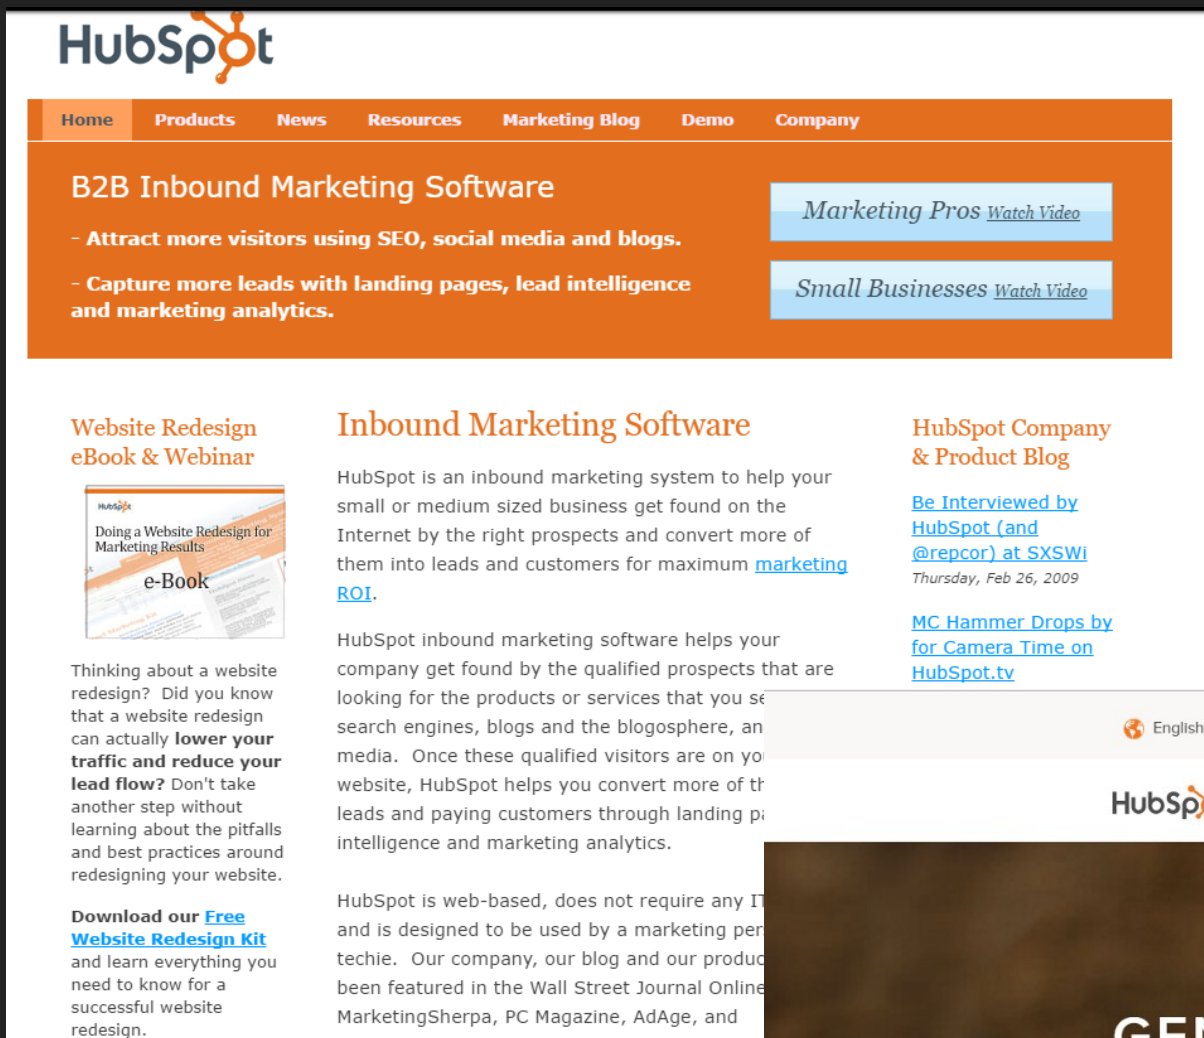 HubSpot
Home Products News Resources Marketing Blog Demo Company
B2B Inbound Marketing Software
- Attract more visitors using SEO, social media and blogs.
- Capture more leads with landing pages, lead intelligence
and marketing analytics.
Marketing Pros Watch Video
Small Businesses Watch Video
Website Redesign
eBook & Webinar
HubSpot
Doing a Website Redesign for
Marketing Results
e-Book
Thinking about a website
redesign? Did you know
that a website redesign
can actually lower your
traffic and reduce your
lead flow? Don't take
another step without
learning about the pitfalls
and best practices around
redesigning your website.
Download our Free
Website Redesign Kit
and learn everything you
need to know for a
successful website
redesign.
Inbound Marketing Software
HubSpot is an inbound marketing system to help your
small or medium sized business get found on the
Internet by the right prospects and convert more of
them into leads and customers for maximum marketing
ROI.
HubSpot inbound marketing software helps your
company get found by the qualified prospects that are
looking for the products or services that you se
search engines, blogs and the blogosphere, an
media. Once these qualified visitors are on yo
website, HubSpot helps you convert more of th
leads and paying customers through landing pa
intelligence and marketing analytics.
HubSpot is web-based, does not require any IT
and is designed to be used by a marketing per
techie. Our company, our blog and our produc
been featured in the Wall Street Journal Online
MarketingSherpa, PC Magazine, AdAge, and
HubSpot Company
& Product Blog
Be Interviewed by
HubSpot (and
@repcor) at SXSWi
Thursday, Feb 26, 2009
MC Hammer Drops by
for Camera Time on
HubSpot.tv
English
HubSp
GEN